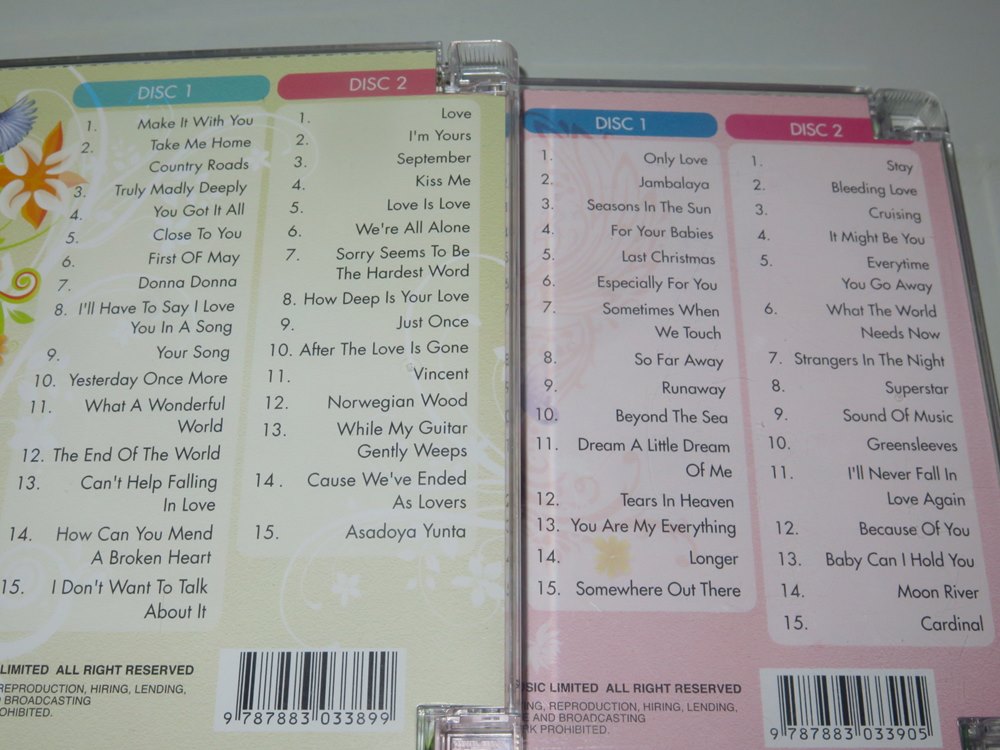 DISC 1
1. Make It With You
2. Take Me Home
Country Roads
3. Truly Madly Deeply
4. You Got It All
5. Close To You
6. First OF May
7. Donna Donna
8. I'll Have To Say I Love
You In A Song
9. Your Song
10. Yesterday Once More
11. What A Wonderful
World
12. The End Of The World
13. Can't Help Falling
In Love
14. How Can You Mend
A Broken Heart
15. I Don't Want To Talk
About It
DISC 2
1. Love
2. I'm Yours
3. September
4. Kiss Me
5. Love Is Love
6. We're All Alone
7. Sorry Seems To Be
The Hardest Word
8. How Deep Is Your Love
9. Just Once
10. After The Love Is Gone
11. Vincent
12. Norwegian Wood
13. While My Guitar
Gently Weeps
14. Cause We've Ended
As Lovers
15. Asadoya Yunta
LIMITED ALL RIGHT RESERVED
REPRODUCTION, HIRING, LENDING,
BROADCASTING
9 787883 033899
DISC 1
1. Only Love
2. Jambalaya
3. Seasons In The Sun
4. For Your Babies
5. Last Christmas
6. Especially For You
7. Sometimes When
We Touch
8. So Far Away
9. Runaway
10. Beyond The Sea
11. Dream A Little Dream
Of Me
12. Tears In Heaven
13. You Are My Everything
14. Longer
15. Somewhere Out There
DISC 2
1. Stay
2. Bleeding Love
3. Cruising
4. It Might Be You
5. Everytime
You Go Away
6. What The World
Needs Now
7. Strangers In The Night
8. Superstar
9. Sound Of Music
10. Greensleeves
11. I'll Never Fall In
Love Again
12. Because Of You
13. Baby Can I Hold You
14. Moon River
15. Cardinal
LIMITED ALL RIGHT RESERVED
REPRODUCTION, HIRING, LENDING,
AND BROADCASTING
PROHIBITED.
9 787883 033905